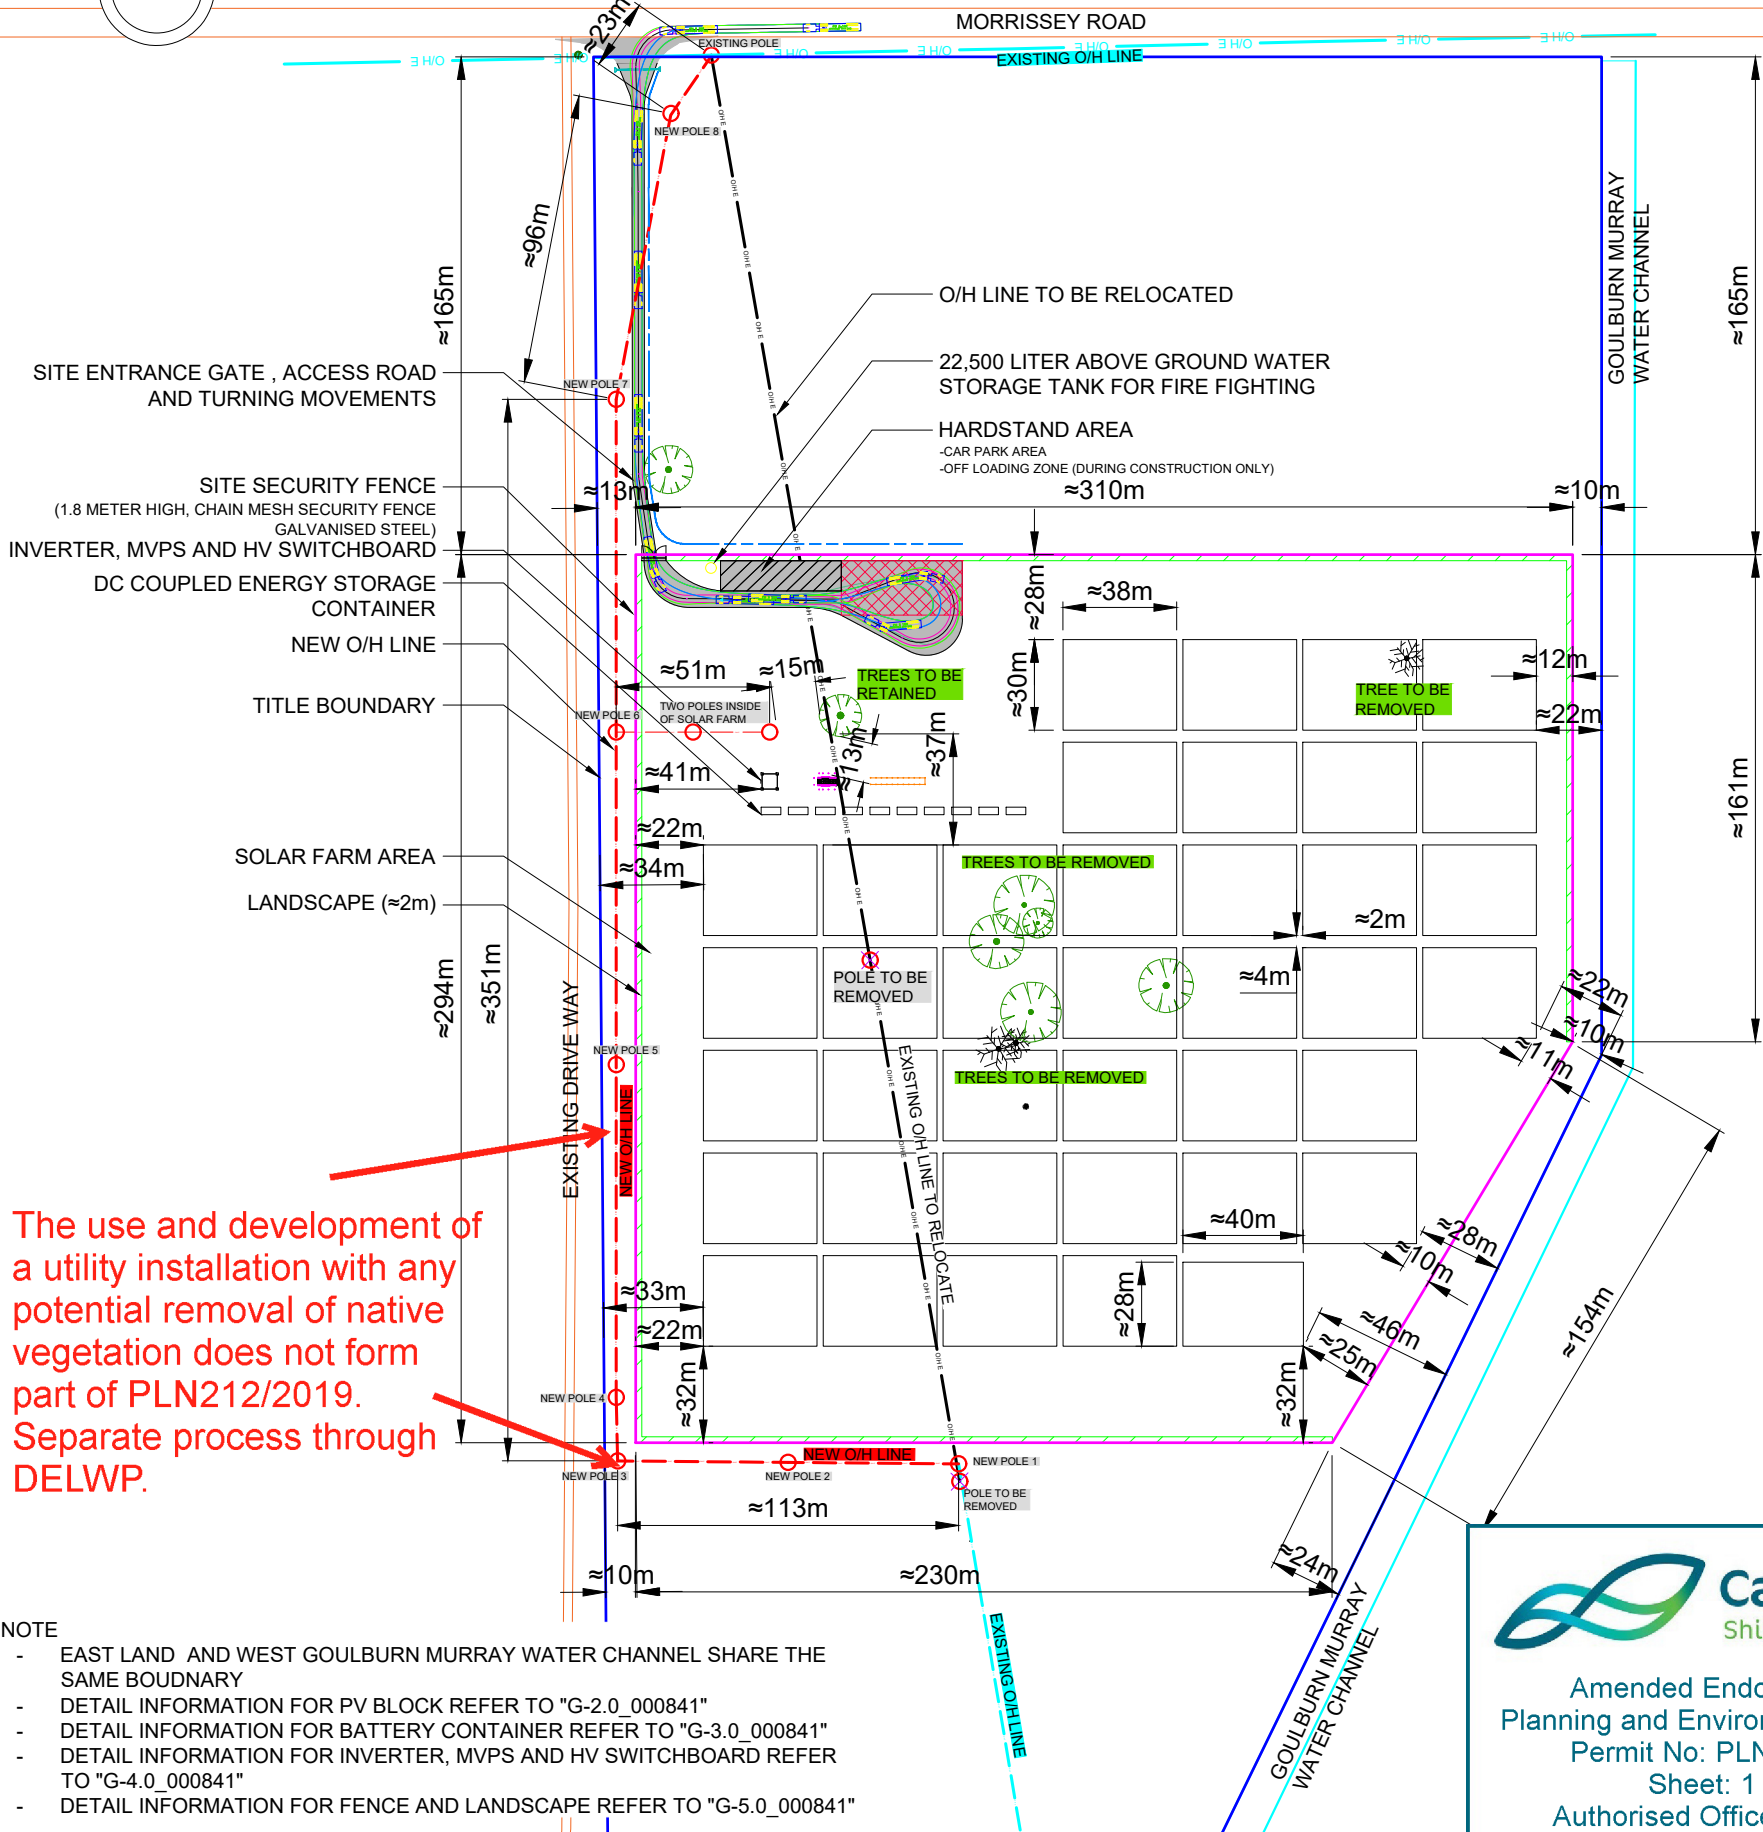 MORRISSEY ROAD
≈23m
EXISTING POLE
O/H E
O/H E
O/H E
O/H E
O/H E
O/H E
O/H E
EXISTING O/H LINE
NEW POLE 8
≈96m
≈165m
≈165m
GOULBURN MURRAY
WATER CHANNEL
O/H LINE TO BE RELOCATED
22,500 LITER ABOVE GROUND WATER
STORAGE TANK FOR FIRE FIGHTING
HARDSTAND AREA
-CAR PARK AREA
-OFF LOADING ZONE (DURING CONSTRUCTION ONLY)
SITE ENTRANCE GATE , ACCESS ROAD
AND TURNING MOVEMENTS
NEW POLE 7
SITE SECURITY FENCE
(1.8 METER HIGH, CHAIN MESH SECURITY FENCE
GALVANISED STEEL)
INVERTER, MVPS AND HV SWITCHBOARD
DC COUPLED ENERGY STORAGE
CONTAINER
NEW O/H LINE
TITLE BOUNDARY
SOLAR FARM AREA
LANDSCAPE (≈2m)
≈13m
≈310m
≈10m
≈28m
≈38m
≈30m
≈12m
≈22m
≈161m
≈51m
≈15m
TREES TO BE
RETAINED
TREE TO BE
REMOVED
TWO POLES INSIDE
OF SOLAR FARM
NEW POLE 6
≈13m
≈37m
≈41m
≈22m
≈34m
TREES TO BE REMOVED
≈2m
≈4m
POLE TO BE
REMOVED
≈294m
≈351m
EXISTING DRIVE WAY
NEW POLE 5
NEW O/H LINE
EXISTING O/H LINE TO RELOCATE
TREES TO BE REMOVED
≈22m
≈10m
≈11m
≈154m
≈40m
≈28m
≈10m
≈28m
≈46m
≈25m
≈33m
≈22m
≈32m
≈32m
The use and development of
a utility installation with any
potential removal of native
vegetation does not form
part of PLN212/2019.
Separate process through
DELWP.
NEW POLE 4
NEW POLE 3
NEW POLE 2
NEW O/H LINE
NEW POLE 1
POLE TO BE
REMOVED
≈113m
≈10m
≈230m
≈24m
EXISTING O/H LINE
GOULBURN MURRAY
WATER CHANNEL
NOTE
- EAST LAND AND WEST GOULBURN MURRAY WATER CHANNEL SHARE THE
SAME BOUDNARY
- DETAIL INFORMATION FOR PV BLOCK REFER TO "G-2.0_000841"
- DETAIL INFORMATION FOR BATTERY CONTAINER REFER TO "G-3.0_000841"
- DETAIL INFORMATION FOR INVERTER, MVPS AND HV SWITCHBOARD REFER
TO "G-4.0_000841"
- DETAIL INFORMATION FOR FENCE AND LANDSCAPE REFER TO "G-5.0_000841"
Ca
Shi
Amended Endo
Planning and Environ
Permit No: PLN
Sheet: 1
Authorised Office